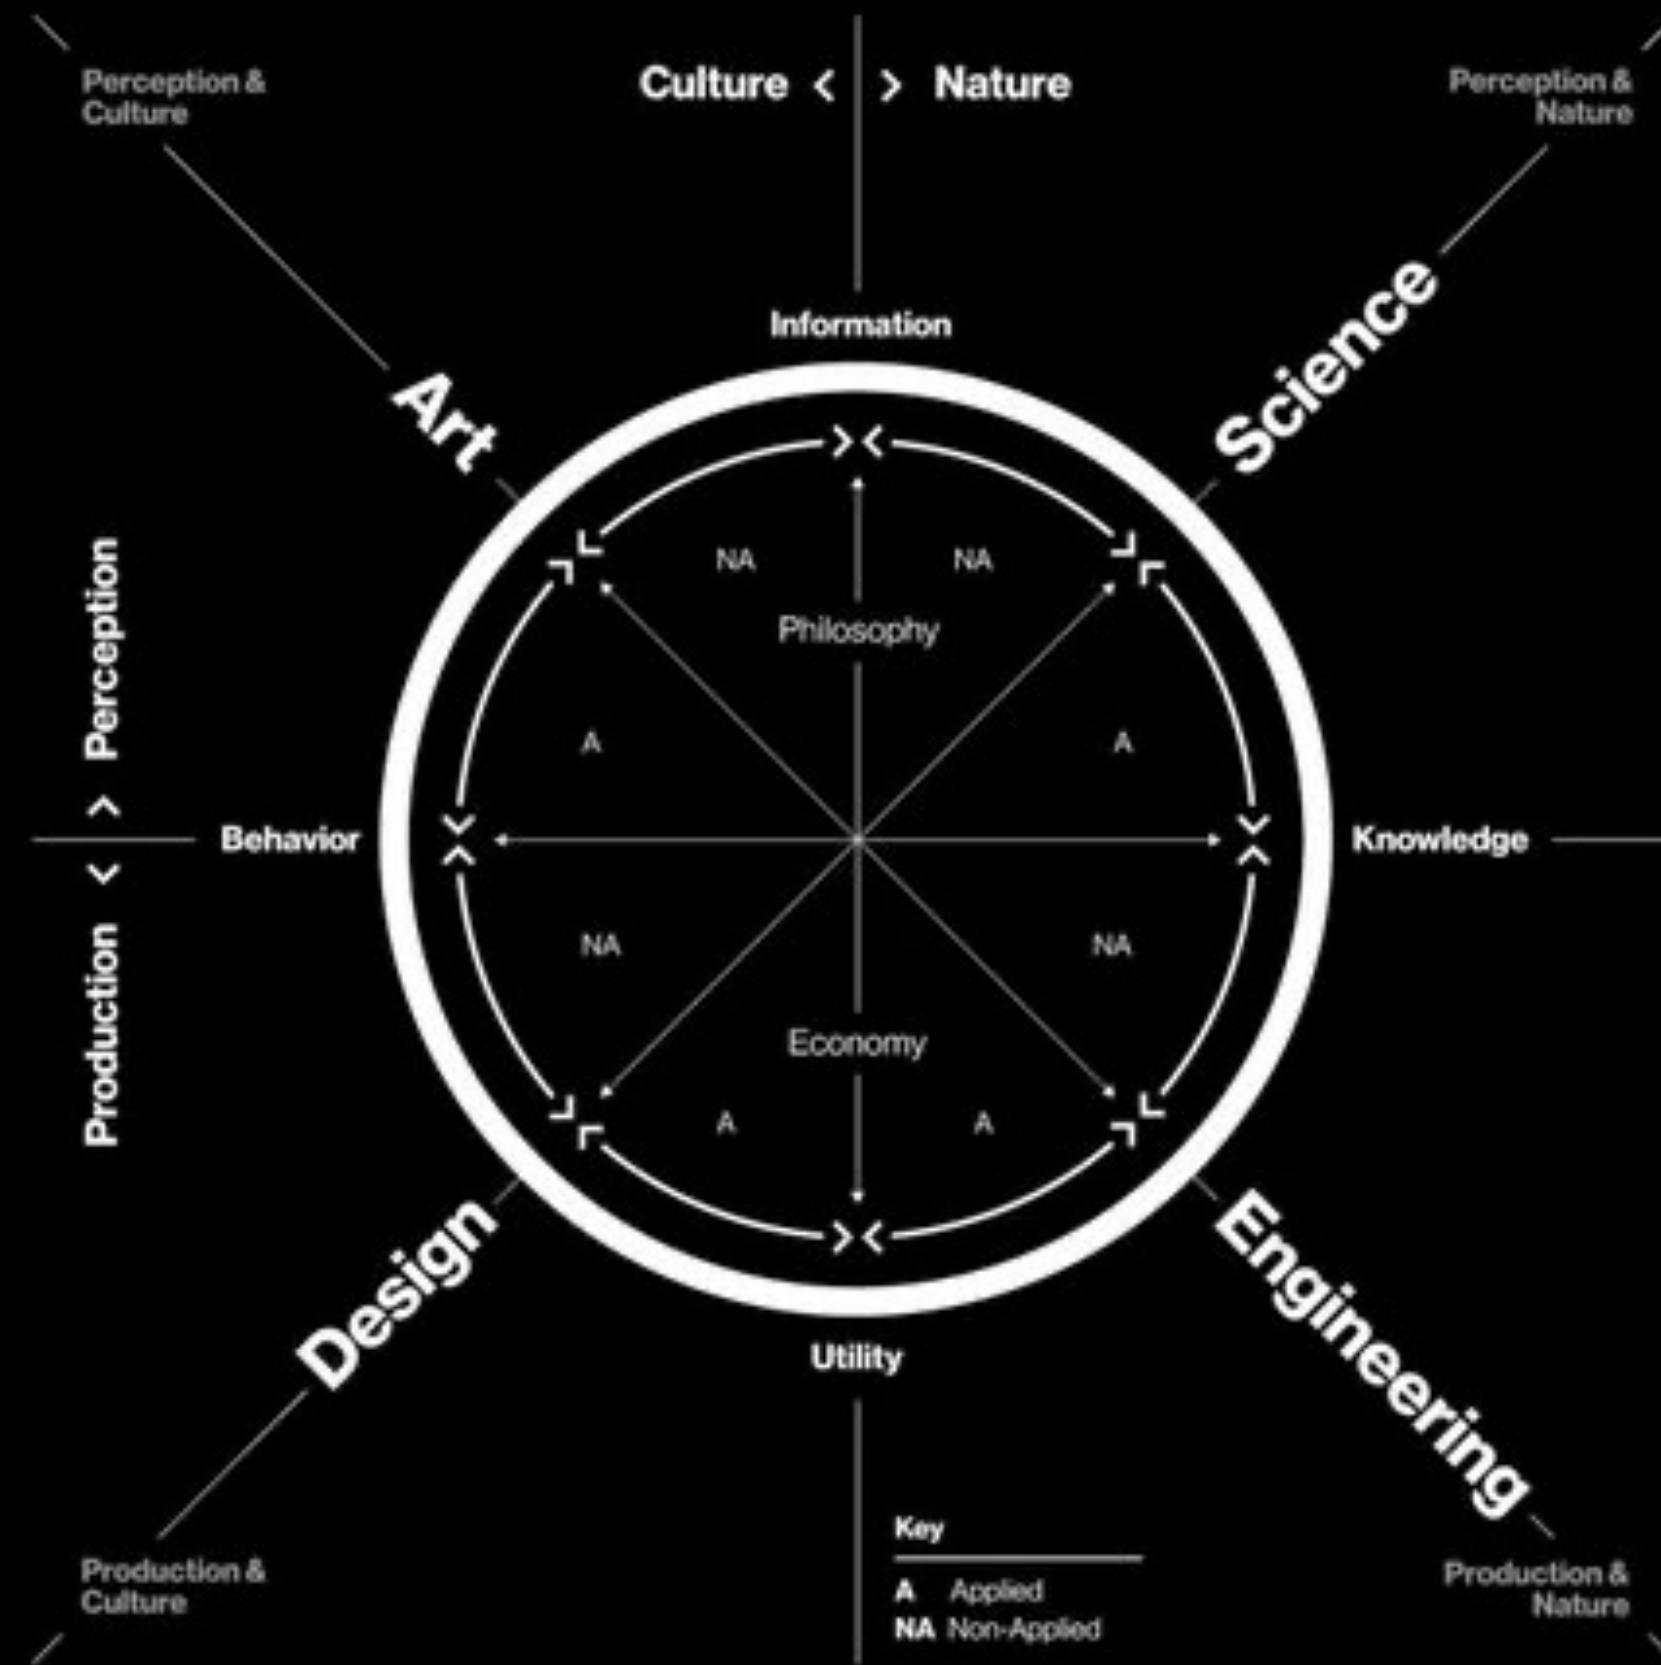 Perception &
Culture
Culture < > Nature
Perception &
Nature
Art
Science
Information
NA
NA
Philosophy
A
A
Perception
Behavior
Knowledge
Production
NA
NA
Economy
A
A
Design
Engineering
Utility
Key
A Applied
NA Non-Applied
Production &
Culture
Production &
Nature